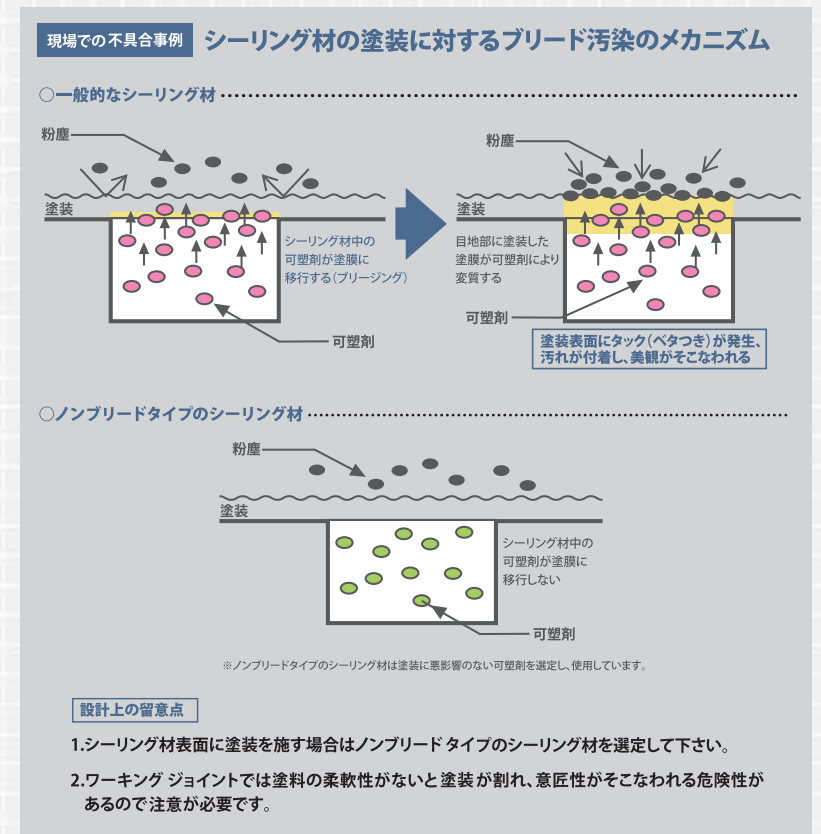 現場での不具合事例 シーリング材の塗装に対するブリード汚染のメカニズム
○一般的なシーリング材
粉塵
塗装
シーリング材中の
可塑剤が塗膜に
移行する（ブリージング）
可塑剤
粉塵
塗装
目地部に塗装した
塗膜が可塑剤により
変質する
可塑剤
塗装表面にタック（ベタつき）が発生、
汚れが付着し、美観がそこなわれる
○ノンブリードタイプのシーリング材
粉塵
塗装
シーリング材中の
可塑剤が塗膜に
移行しない
可塑剤
※ノンブリードタイプのシーリング材は塗装に悪影響のない可塑剤を選定し、使用しています。
設計上の留意点
1.シーリング材表面に塗装を施す場合はノンブリードタイプのシーリング材を選定して下さい。
2.ワーキングジョイントでは塗料の柔軟性がないと塗装が割れ、意匠性がそこなわれる危険性が
あるので注意が必要です。